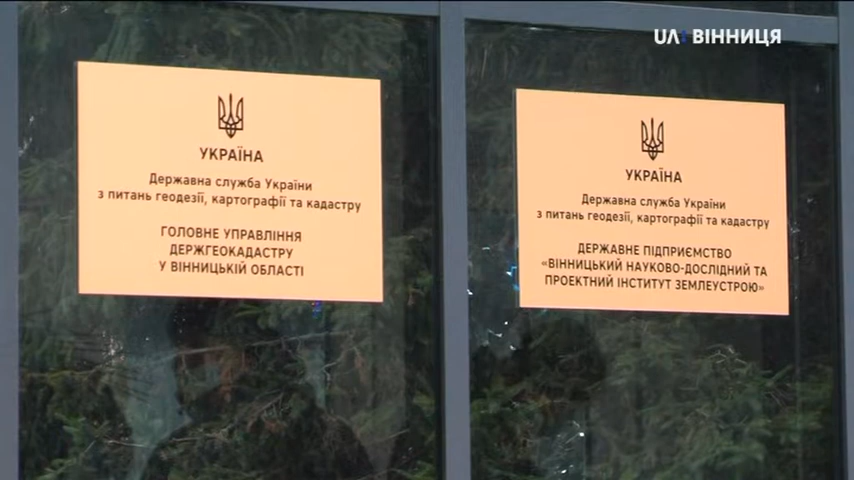 UA: ВІННИЦЯ
УКРАЇНА
Державна служба України
з питань геодезії, картографії та кадастру
ГОЛОВНЕ УПРАВЛІННЯ
ДЕРЖГЕОКАДАСТРУ
У ВІННИЦЬКІЙ ОБЛАСТІ
УКРАЇНА
Державна служба України
з питань геодезії, картографії та кадастру
ДЕРЖАВНЕ ПІДПРИЄМСТВО
«ВІННИЦЬКИЙ НАУКОВО-ДОСЛІДНИЙ ТА
ПРОЕКТНИЙ ІНСТИТУТ ЗЕМЛЕУСТРОЮ»